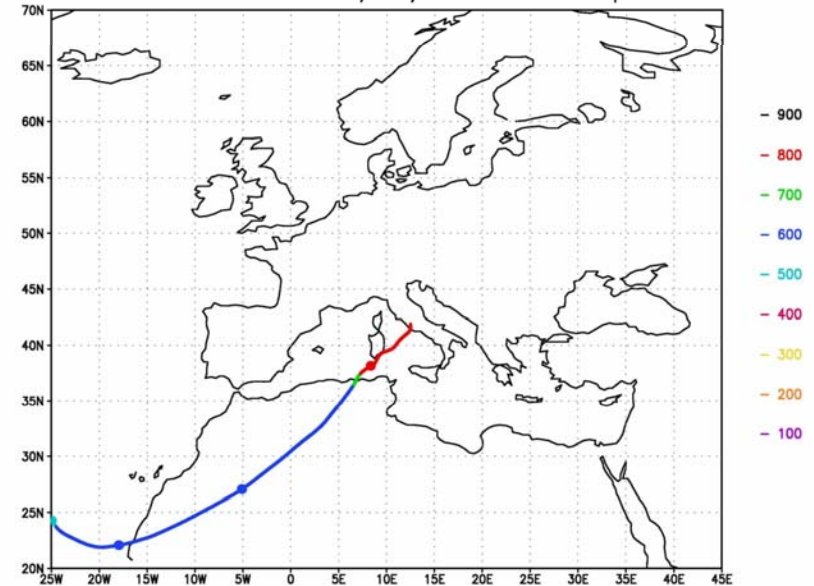 70N
65N
60N
55N
50N
45N
40N
35N
30N
25N
20N
25W 20W 15W 10W 5W 0 5E 10E 15E 20E 25E 30E 35E 40E 45E
– 900
– 800
– 700
– 600
– 500
– 400
– 300
– 200
– 100